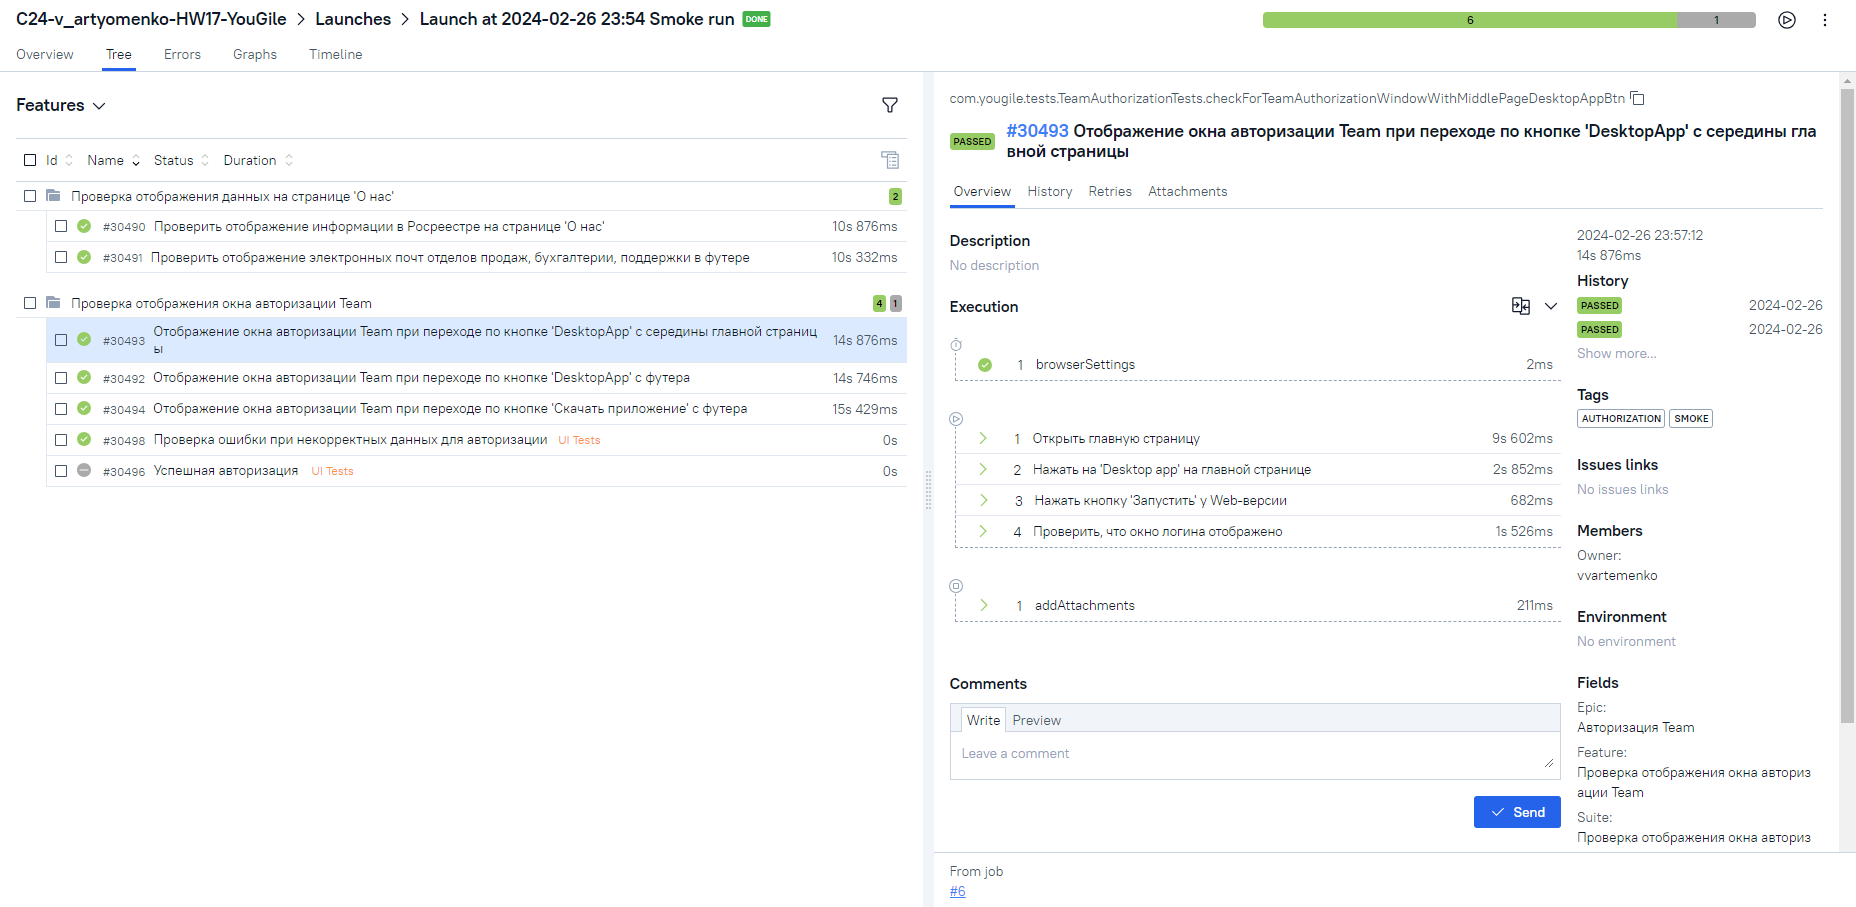 C24-v_artyomenko-HW17-YouGile > Launches > Launch at 2024-02-26 23:54 Smoke run DONE
6 1
Overview Tree Errors Graphs Timeline
Features
Id Name Status Duration
Проверка отображения данных на странице 'О нас' 2
#30490 Проверить отображение информации в Росреестре на странице 'О нас' 10s 876ms
#30491 Проверить отображение электронных почт отделов продаж, бухгалтерии, поддержки в футере 10s 332ms
Проверка отображения окна авторизации Team 4 1
#30493 Отображение окна авторизации Team при переходе по кнопке 'DesktopApp' с середины главной страниц
ы 14s 876ms
#30492 Отображение окна авторизации Team при переходе по кнопке 'DesktopApp' с футера 14s 746ms
#30494 Отображение окна авторизации Team при переходе по кнопке 'Скачать приложение' с футера 15s 429ms
#30498 Проверка ошибки при некорректных данных для авторизации UI Tests 0s
#30496 Успешная авторизация UI Tests 0s
com.yougile.tests.TeamAuthorizationTests.checkForTeamAuthorizationWindowWithMiddlePageDesktopAppBtn
PASSED #30493 Отображение окна авторизации Team при переходе по кнопке 'DesktopApp' с середины гла
вной страницы
Overview History Retries Attachments
Description
No description
Execution
1 browserSettings 2ms
1 Открыть главную страницу 9s 602ms
2 Нажать на 'Desktop app' на главной странице 2s 852ms
3 Нажать кнопку 'Запустить' у Web-версии 682ms
4 Проверить, что окно логина отображено 1s 526ms
1 addAttachments 211ms
Comments
Write Preview
Leave a comment
Send
2024-02-26 23:57:12
14s 876ms
History
PASSED 2024-02-26
PASSED 2024-02-26
Show more...
Tags
AUTHORIZATION SMOKE
Issues links
No issues links
Members
Owner:
vvartemenko
Environment
No environment
Fields
Epic:
Авторизация Team
Feature:
Проверка отображения окна авториз
ации Team
Suite:
Проверка отображения окна авториз
From job
#6